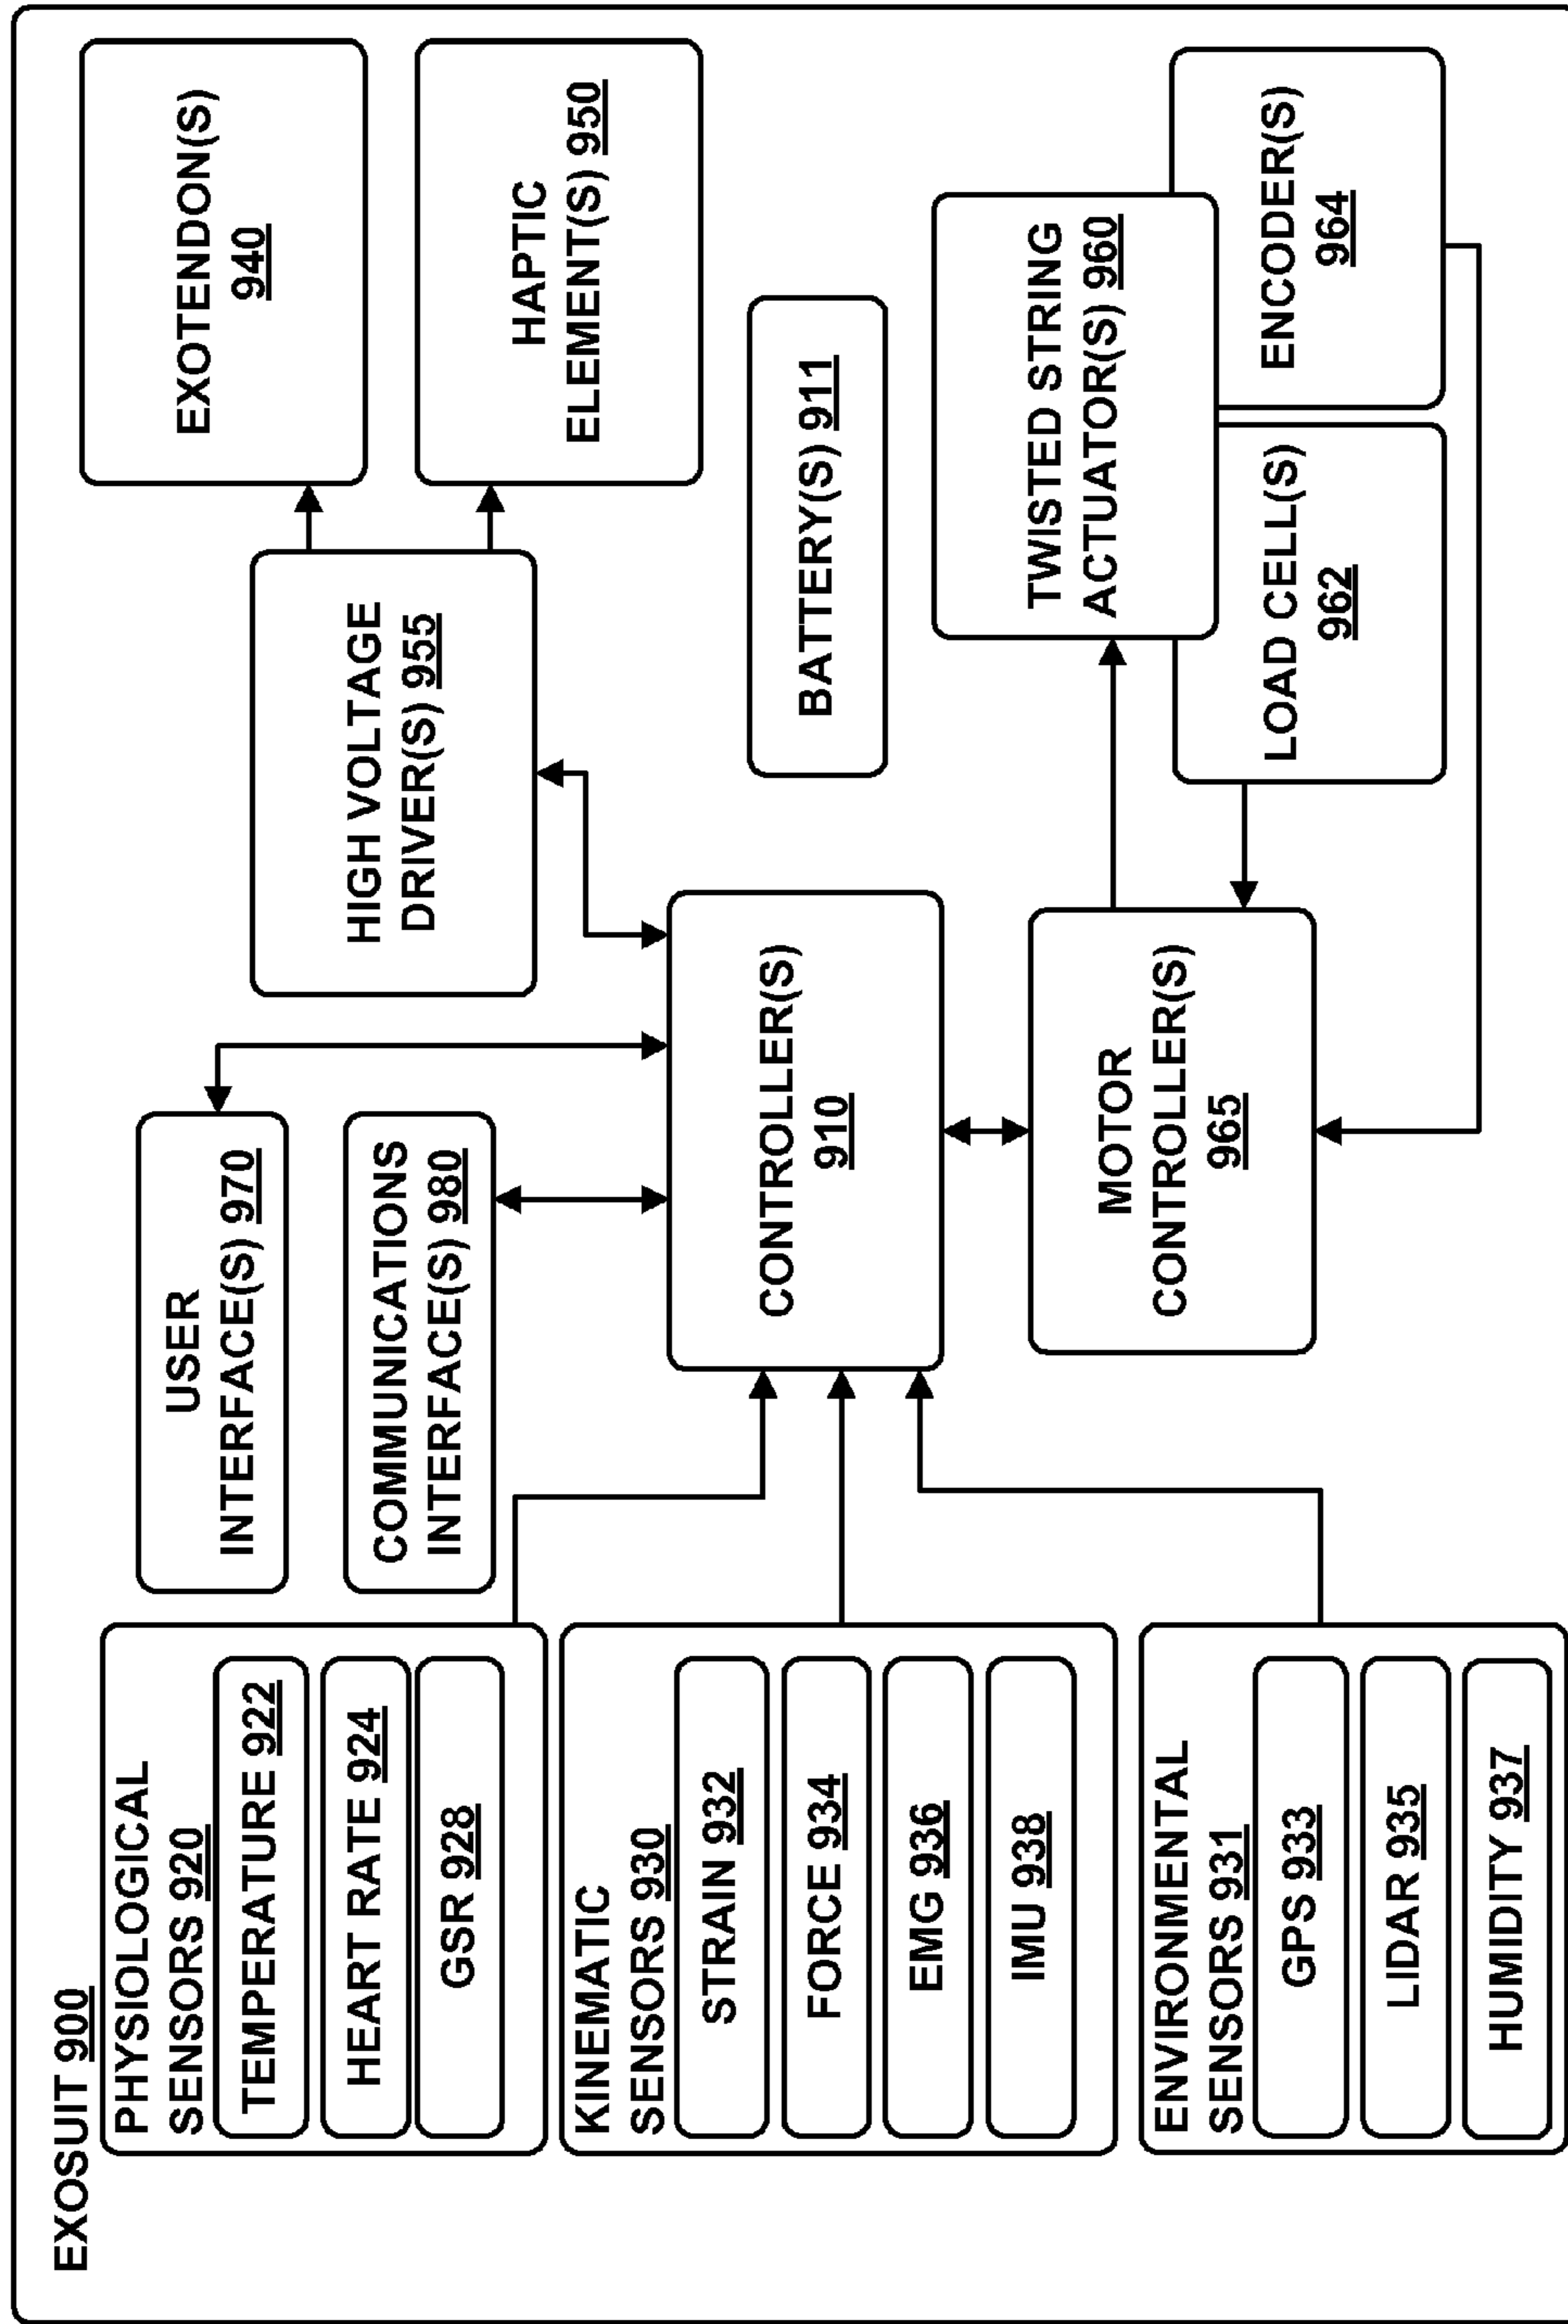 EXOSUIT 900
PHYSIOLOGICAL
SENSORS 920
TEMPERATURE 922
HEART RATE 924
GSR 928
KINEMATIC
SENSORS 930
STRAIN 932
FORCE 934
EMG 936
IMU 938
ENVIRONMENTAL
SENSORS 931
GPS 933
LIDAR 935
HUMIDITY 937
USER
INTERFACE(S) 970
COMMUNICATIONS
INTERFACE(S) 980
CONTROLLER(S)
910
MOTOR
CONTROLLER(S)
965
HIGH VOLTAGE
DRIVER(S) 955
EXOTENDON(S)
940
HAPTIC
ELEMENT(S) 950
BATTERY(S) 911
TWISTED STRING
ACTUATOR(S) 960
LOAD CELL(S)
962
ENCODER(S)
964